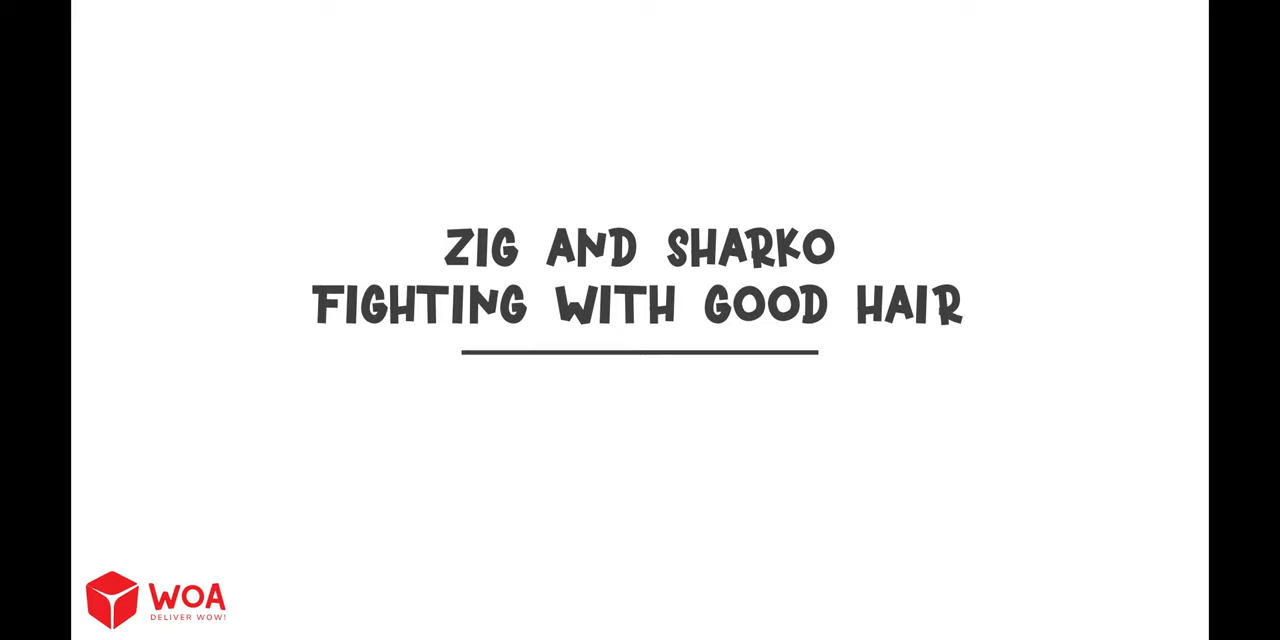 ZIG AND SHARKO
FIGHTING WITH GOOD HAIR
WOA
DELIVER WOW!